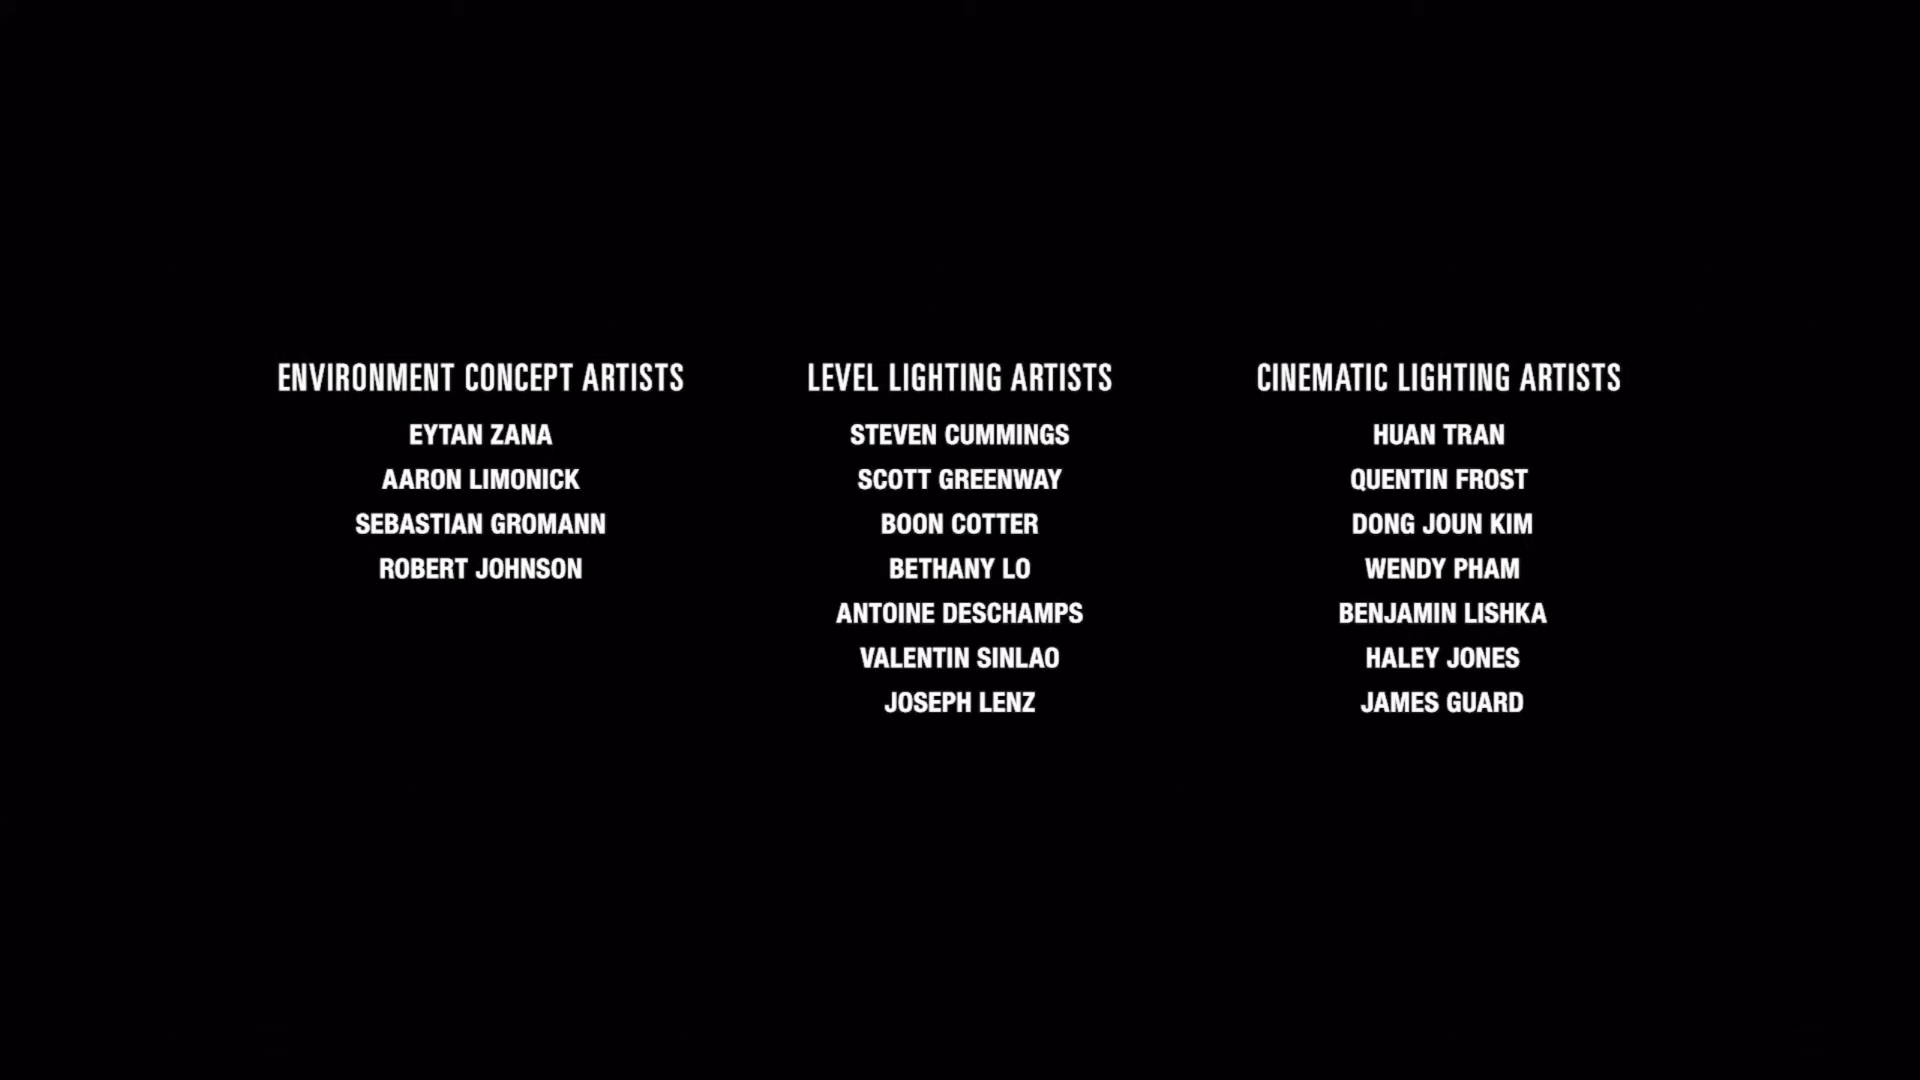 ENVIRONMENT CONCEPT ARTISTS
EYTAN ZANA
AARON LIMONICK
SEBASTIAN GROMANN
ROBERT JOHNSON
LEVEL LIGHTING ARTISTS
STEVEN CUMMINGS
SCOTT GREENWAY
BOON COTTER
BETHANY LO
ANTOINE DESCHAMPS
VALENTIN SINLAO
JOSEPH LENZ
CINEMATIC LIGHTING ARTISTS
HUAN TRAN
QUENTIN FROST
DONG JOUN KIM
WENDY PHAM
BENJAMIN LISHKA
HALEY JONES
JAMES GUARD